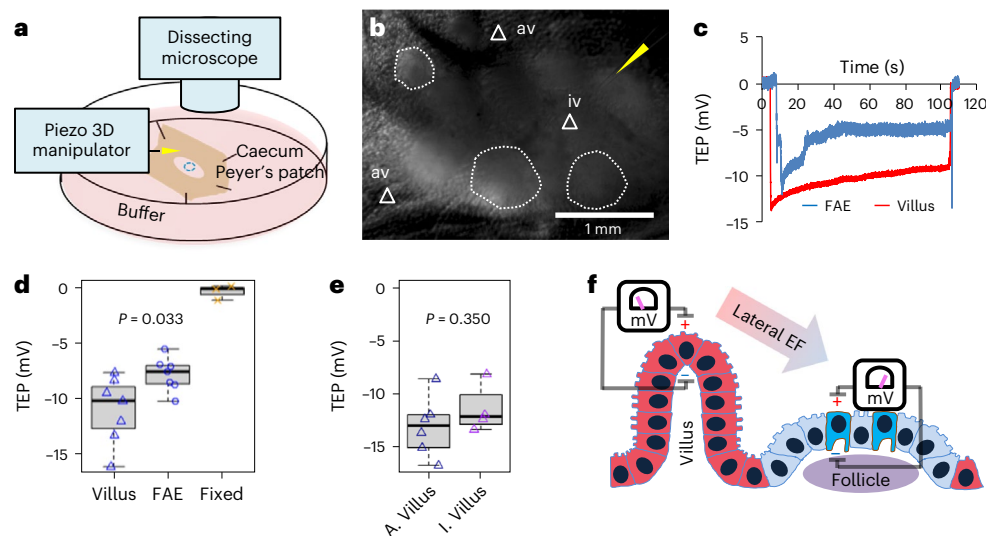 a
Dissecting
microscope
Piezo 3D
manipulator
Caecum
Peyer's patch
Buffer
b
av
iv
av
1 mm
c
5
0
−5
−10
−15
TEP (mV)
Time (s)
0 20 40 60 80 100 120
FAE Villus
d
0
−5
−10
−15
TEP (mV)
P = 0.033
Villus FAE Fixed
e
0
−5
−10
−15
TEP (mV)
P = 0.350
A. Villus
I. Villus
f
mV
+
−
Lateral EF
Villus
mV
+
−
Follicle